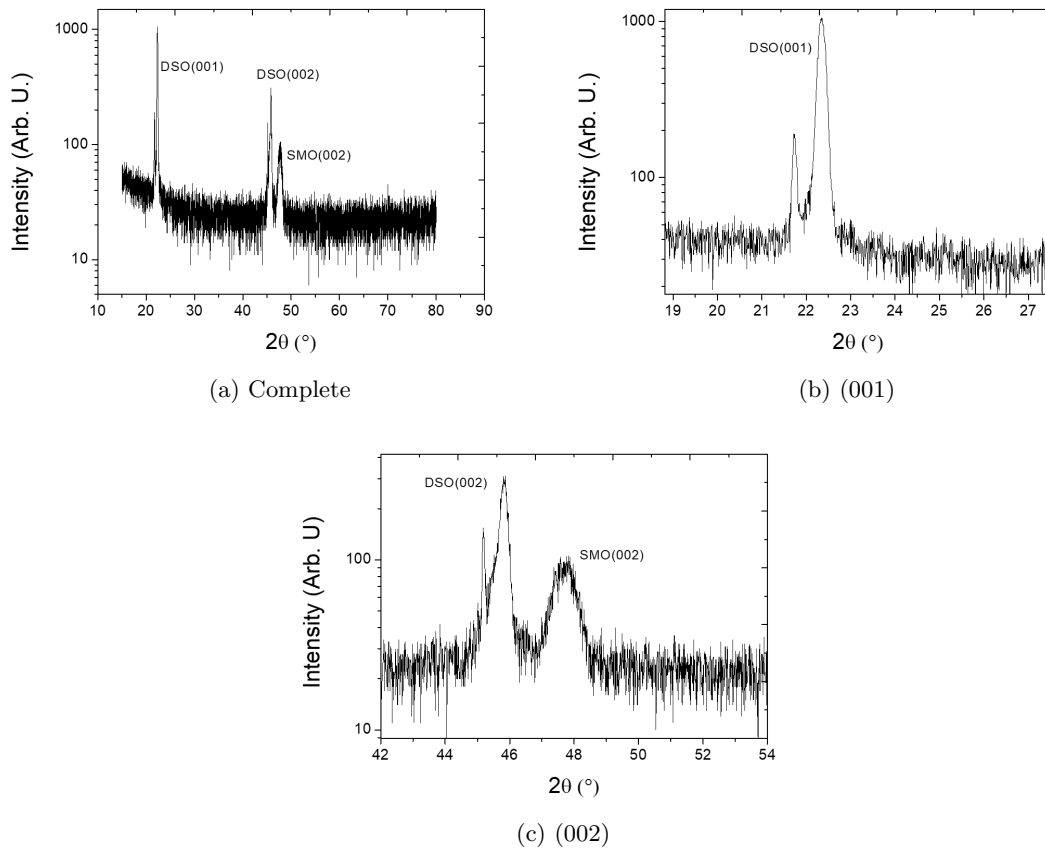 1000
100
10
DSO(001)
DSO(002)
SMO(002)
Intensity (Arb. U.)
10 20 30 40 50 60 70 80 90
2θ (°)
(a) Complete
1000
100
DSO(001)
Intensity (Arb. U.)
19 20 21 22 23 24 25 26 27
2θ (°)
(b) (001)
100
10
DSO(002)
SMO(002)
Intensity (Arb. U)
42 44 46 48 50 52 54
2θ (°)
(c) (002)